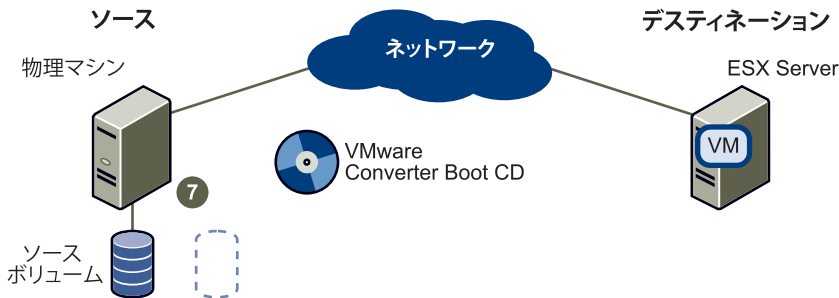 ソース
ネットワーク
デスティネーション
物理マシン
ESX Server
VM
VMware
Converter Boot CD
7
ソース
ボリューム